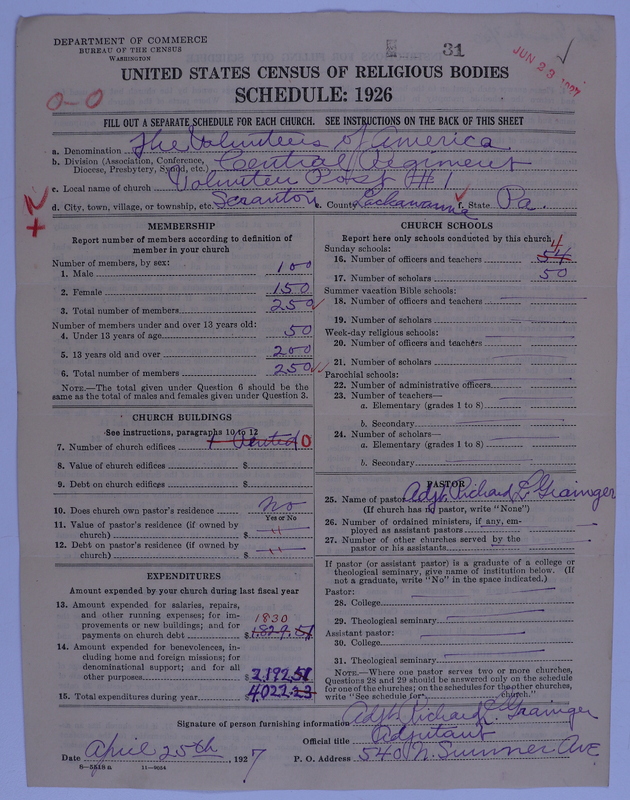 DEPARTMENT OF COMMERCE
BUREAU OF THE CENSUS
WASHINGTON
31
JUN 23 1927
UNITED STATES CENSUS OF RELIGIOUS BODIES
SCHEDULE: 1926
0-0
FILL OUT A SEPARATE SCHEDULE FOR EACH CHURCH. SEE INSTRUCTIONS ON THE BACK OF THIS SHEET
a. Denomination The Volunteers of America
b. Division (Association, Conference, Diocese, Presbytery, Synod, etc.) Central Regiment
c. Local name of church Volunteer Post #1
d. City, town, village, or township, etc. Scranton e. County Lackawanna f. State Pa.
+2
MEMBERSHIP
Report number of members according to definition of
member in your church
Number of members, by sex:
1. Male 100
2. Female 150
3. Total number of members 250
Number of members under and over 13 years old:
4. Under 13 years of age 50
5. 13 years old and over 200
6. Total number of members 250
NOTE.—The total given under Question 6 should be the
same as the total of males and females given under Question 3.
CHURCH BUILDINGS
See instructions, paragraphs 10 to 12
7. Number of church edifices 1 Rented 0
8. Value of church edifices $
9. Debt on church edifices $
10. Does church own pastor's residence No
Yes or No
11. Value of pastor's residence (if owned by
church) $ "
12. Debt on pastor's residence (if owned by
church) $ "
EXPENDITURES
Amount expended by your church during last fiscal year
13. Amount expended for salaries, repairs,
and other running expenses; for im-
provements or new buildings; and for
payments on church debt $ 1829.57 1830
14. Amount expended for benevolences, in-
cluding home and foreign missions; for
denominational support; and for all
other purposes $ 2,192.51
15. Total expenditures during year $ 4,022.23
CHURCH SCHOOLS
Report here only schools conducted by this church
Sunday schools:
16. Number of officers and teachers 54 4
17. Number of scholars 50
Summer vacation Bible schools:
18. Number of officers and teachers
19. Number of scholars
Week-day religious schools:
20. Number of officers and teachers
21. Number of scholars
Parochial schools:
22. Number of administrative officers
23. Number of teachers—
a. Elementary (grades 1 to 8)
b. Secondary
24. Number of scholars—
a. Elementary (grades 1 to 8)
b. Secondary
PASTOR
25. Name of pastor Adjt. Richard E. Grainger
(If church has no pastor, write "None")
26. Number of ordained ministers, if any, em-
ployed as assistant pastors
27. Number of other churches served by the
pastor or his assistants
If pastor (or assistant pastor) is a graduate of a college or
theological seminary, give name of institution below. (If
not a graduate, write "No" in the space indicated.)
Pastor:
28. College
29. Theological seminary
Assistant pastor:
30. College
31. Theological seminary
NOTE.—Where one pastor serves two or more churches,
Questions 28 and 29 should be answered only on the schedule
for one of the churches; on the schedules for the other churches,
write "See schedule for church."
Signature of person furnishing information Adjt. Richard E. Grainger
Official title Adjutant
Date April 25th, 1927 P. O. Address 540 N. Sumner Ave
8—5518 a 11—9054